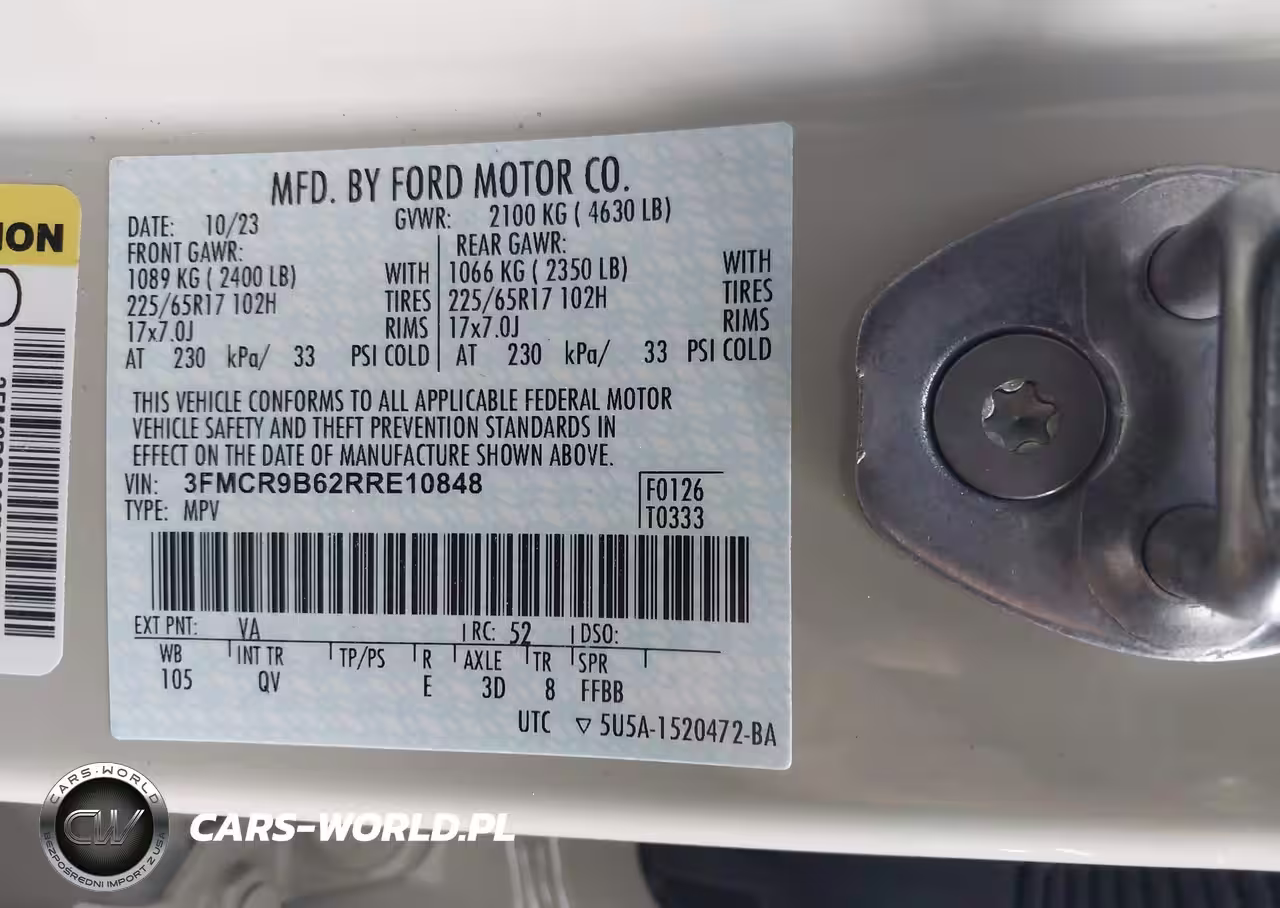 ION
MFD. BY FORD MOTOR CO.
DATE: 10/23 GVWR: 2100 KG ( 4630 LB)
FRONT GAWR: REAR GAWR:
1089 KG ( 2400 LB) WITH 1066 KG ( 2350 LB) WITH
225/65R17 102H TIRES 225/65R17 102H TIRES
17x7.0J RIMS 17x7.0J RIMS
AT 230 kPa/ 33 PSI COLD AT 230 kPa/ 33 PSI COLD
THIS VEHICLE CONFORMS TO ALL APPLICABLE FEDERAL MOTOR
VEHICLE SAFETY AND THEFT PREVENTION STANDARDS IN
EFFECT ON THE DATE OF MANUFACTURE SHOWN ABOVE.
VIN: 3FMCR9B62RRE10848
F0126
TYPE: MPV
T0333
EXT PNT: VA RC: 52 DSO:
WB INT TR TP/PS R AXLE TR SPR
105 QV E 3D 8 FFBB
UTC ▽ 5U5A-1520472-BA
CARS-WORLD
CW
BEZPOŚREDNI IMPORT Z USA
CARS-WORLD.PL